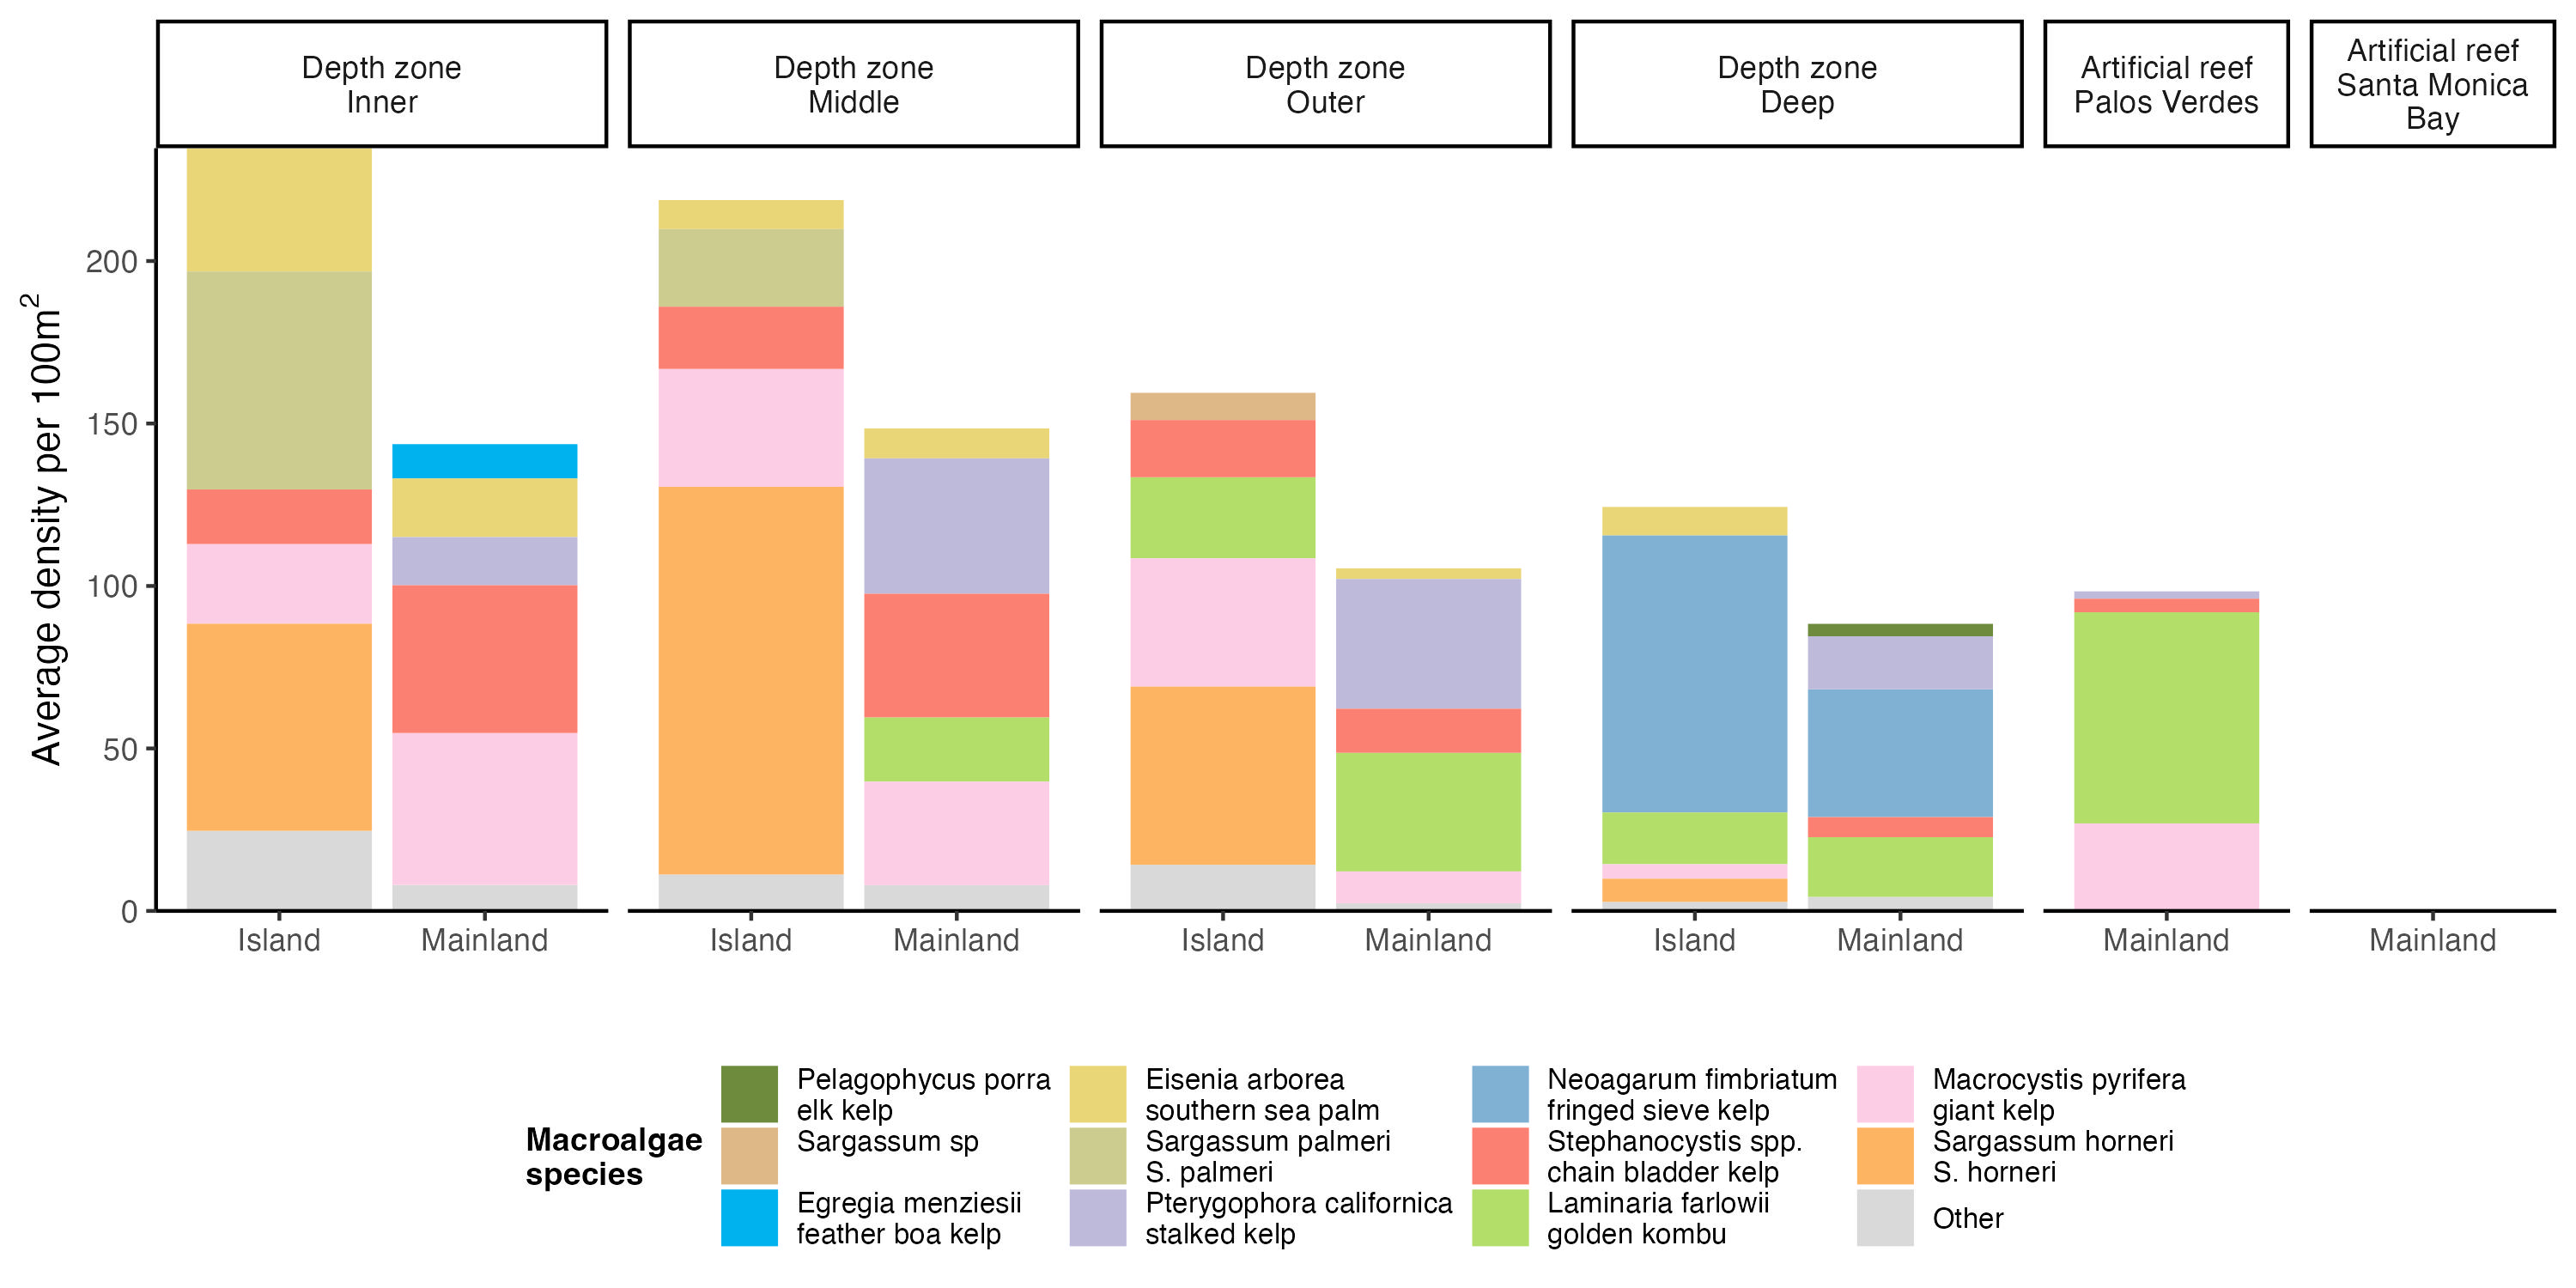 Depth zone
Inner
Depth zone
Middle
Depth zone
Outer
Depth zone
Deep
Artificial reef
Palos Verdes
Artificial reef
Santa Monica
Bay
Average density per 100m²
200
150
100
50
0
Island
Mainland
Island
Mainland
Island
Mainland
Island
Mainland
Mainland
Mainland
Macroalgae
species
Pelagophycus porra
elk kelp
Sargassum sp
Egregia menziesii
feather boa kelp
Eisenia arborea
southern sea palm
Sargassum palmeri
S. palmeri
Pterygophora californica
stalked kelp
Neoagarum fimbriatum
fringed sieve kelp
Stephanocystis spp.
chain bladder kelp
Laminaria farlowii
golden kombu
Macrocystis pyrifera
giant kelp
Sargassum horneri
S. horneri
Other